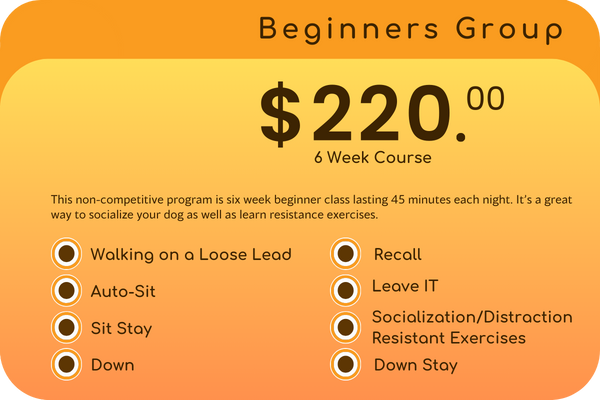 Beginners Group
$220.00
6 Week Course
This non-competitive program is six week beginner class lasting 45 minutes each night. It's a great
way to socialize your dog as well as learn resistance exercises.
Walking on a Loose Lead
Auto-Sit
Sit Stay
Down
Recall
Leave IT
Socialization/Distraction
Resistant Exercises
Down Stay